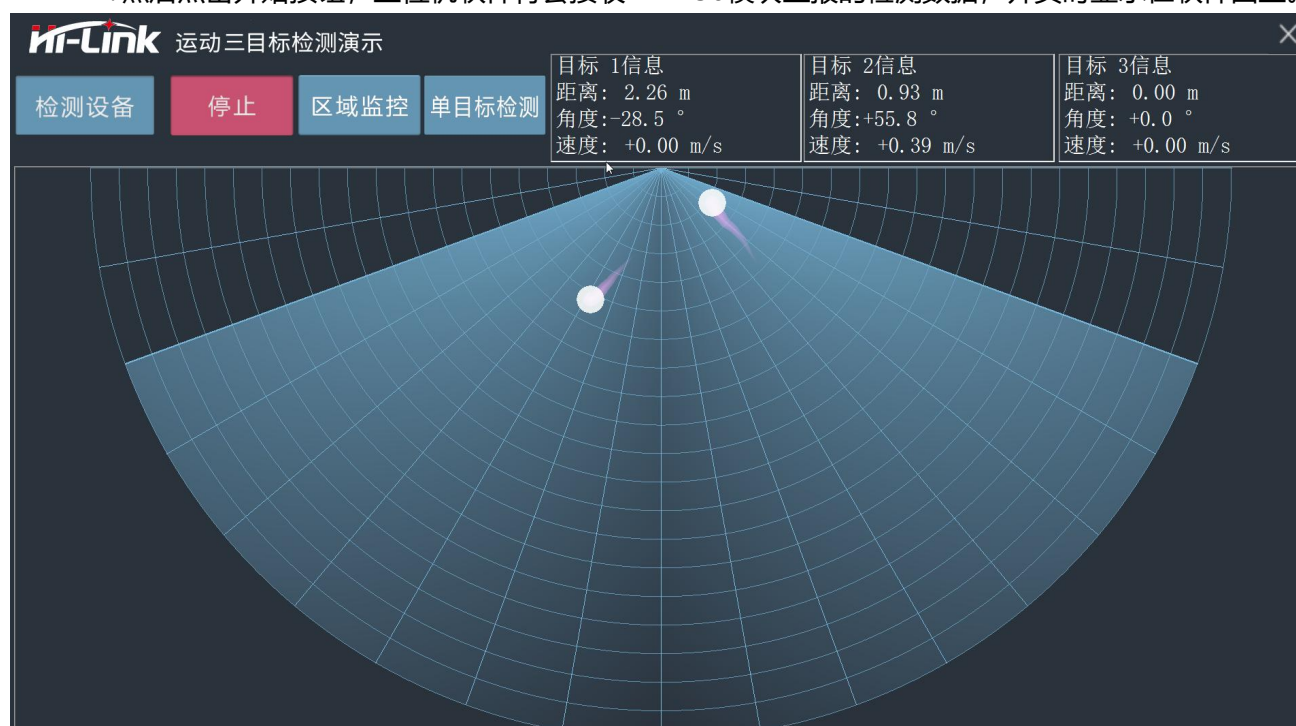 Hi-Link 运动三目标检测演示
检测设备
停止
区域监控
单目标检测
目标 1信息
距离: 2.26 m
角度:-28.5 °
速度: +0.00 m/s
目标 2信息
距离: 0.93 m
角度:+55.8 °
速度: +0.39 m/s
目标 3信息
距离: 0.00 m
角度: +0.0 °
速度: +0.00 m/s